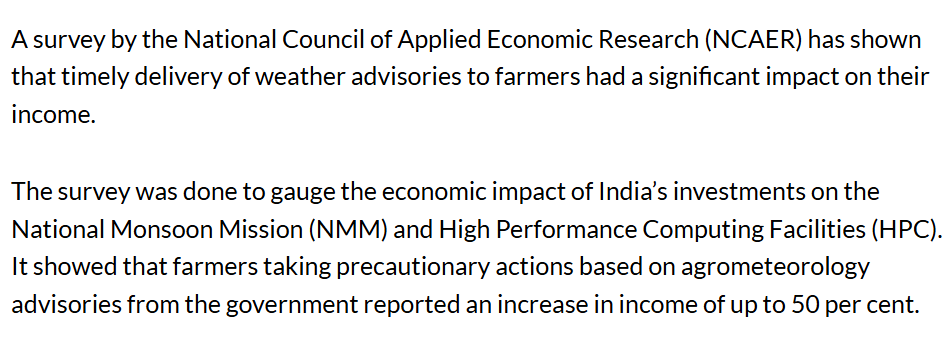 A survey by the National Council of Applied Economic Research (NCAER) has shown
that timely delivery of weather advisories to farmers had a significant impact on their
income.
The survey was done to gauge the economic impact of India’s investments on the
National Monsoon Mission (NMM) and High Performance Computing Facilities (HPC).
It showed that farmers taking precautionary actions based on agrometeorology
advisories from the government reported an increase in income of up to 50 per cent.